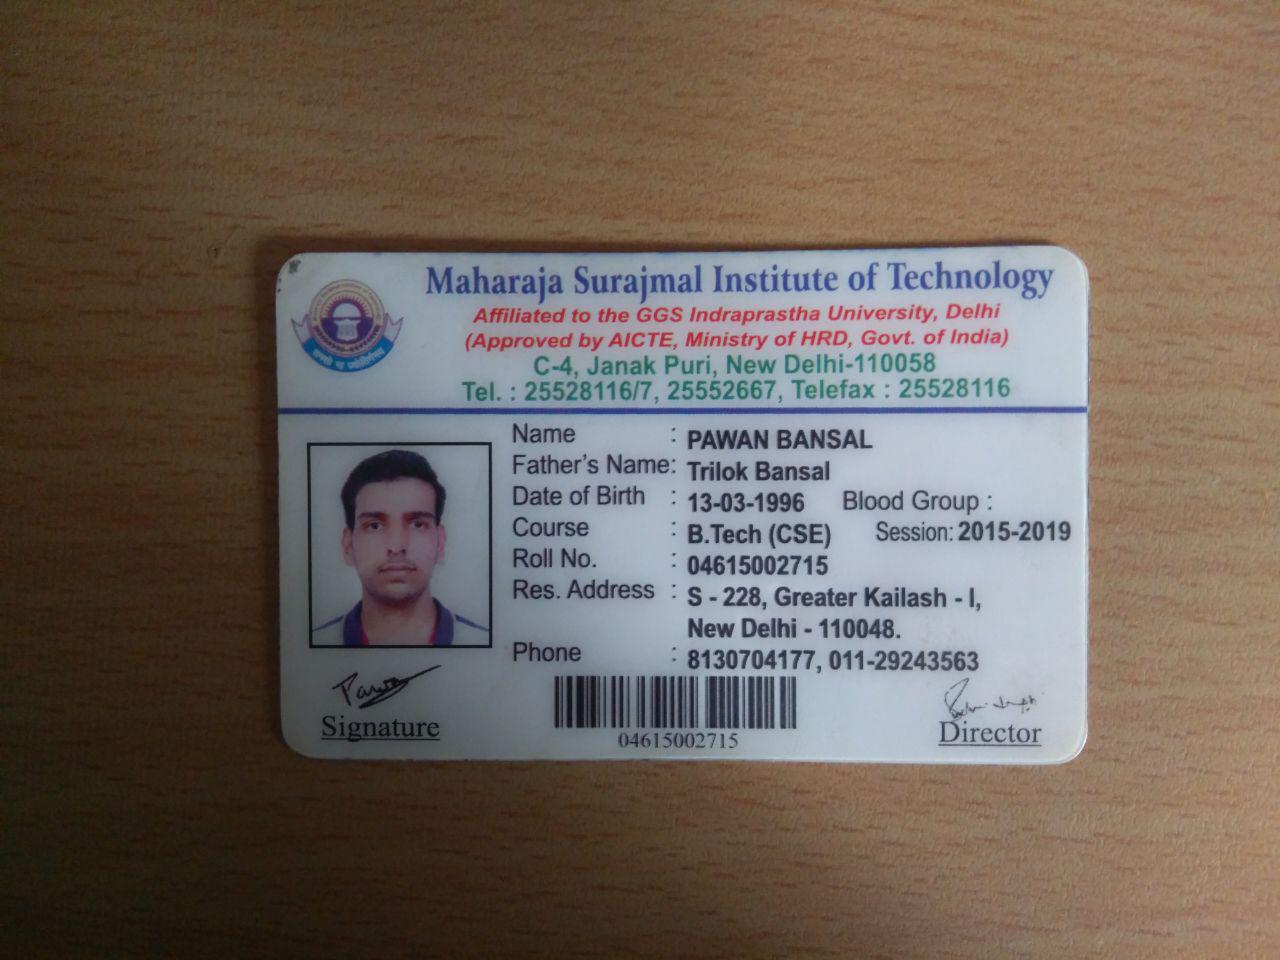 Maharaja Surajmal Institute of Technology
Affiliated to the GGS Indraprastha University, Delhi
(Approved by AICTE, Ministry of HRD, Govt. of India)
C-4, Janak Puri, New Delhi-110058
Tel. : 25528116/7, 25552667, Telefax : 25528116
Name : PAWAN BANSAL
Father's Name: Trilok Bansal
Date of Birth : 13-03-1996 Blood Group :
Course : B.Tech (CSE) Session: 2015-2019
Roll No. : 04615002715
Res. Address : S - 228, Greater Kailash - I,
New Delhi - 110048.
Phone : 8130704177, 011-29243563
Pawan
Signature
04615002715
Director